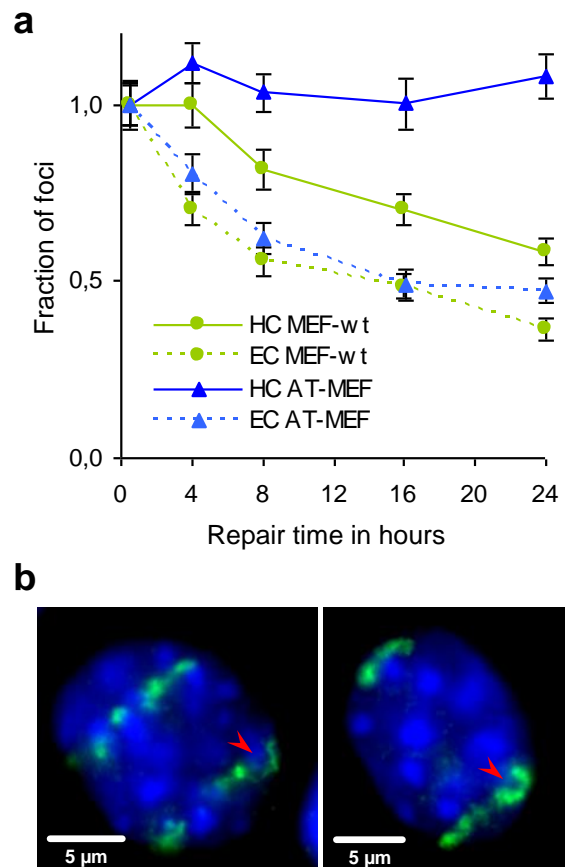 a
Fraction of foci
1,0
0,5
0,0
HC MEF-wt
EC MEF-wt
HC AT-MEF
EC AT-MEF
0 4 8 12 16 20 24
Repair time in hours
b
5 µm
5 µm